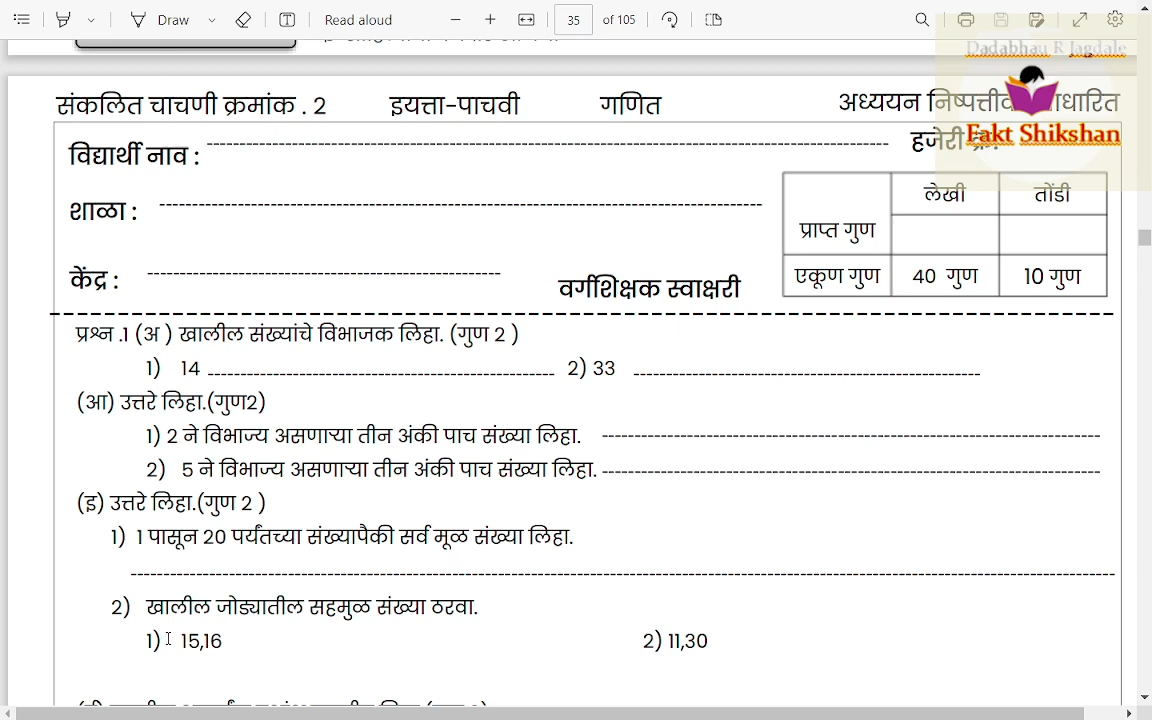 Draw
Read aloud
35 of 105
Dadabhau R Jagdale
Fakt Shikshan
संकलित चाचणी क्रमांक . 2 इयत्ता-पाचवी गणित अध्ययन
विद्यार्थी नाव : हजेरी क्र.
शाळा :
लेखी तोंडी
प्राप्त गुण
केंद्र : वर्गशिक्षक स्वाक्षरी
एकूण गुण 40 गुण 10 गुण
प्रश्न .1 (अ ) खालील संख्यांचे विभाजक लिहा. (गुण 2 )
1) 14 2) 33
(आ) उत्तरे लिहा.(गुण2)
1) 2 ने विभाज्य असणाऱ्या तीन अंकी पाच संख्या लिहा.
2) 5 ने विभाज्य असणाऱ्या तीन अंकी पाच संख्या लिहा.
(इ) उत्तरे लिहा.(गुण 2 )
1) 1 पासून 20 पर्यंतच्या संख्यापैकी सर्व मूळ संख्या लिहा.
2) खालील जोड्यातील सहमुळ संख्या ठरवा.
1) 15,16 2) 11,30